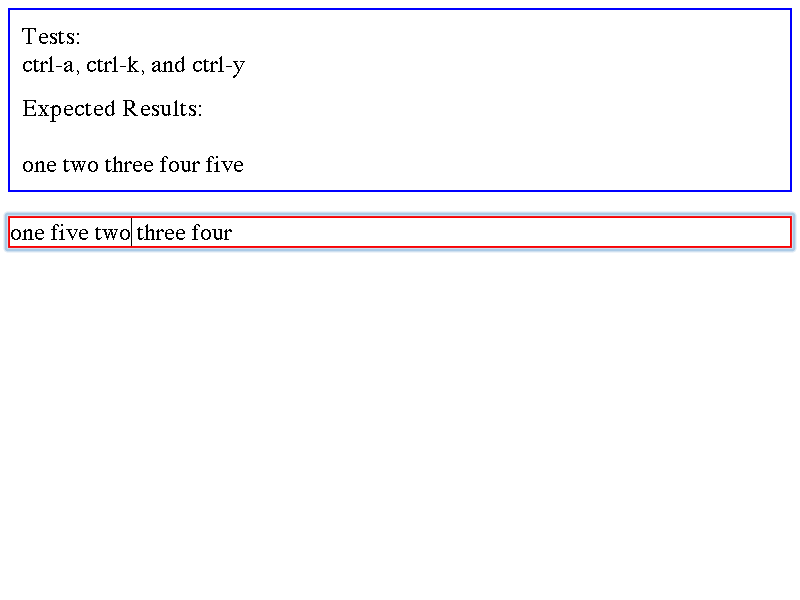 Tests:
ctrl-a, ctrl-k, and ctrl-y
Expected Results:
one two three four five
one five two three four